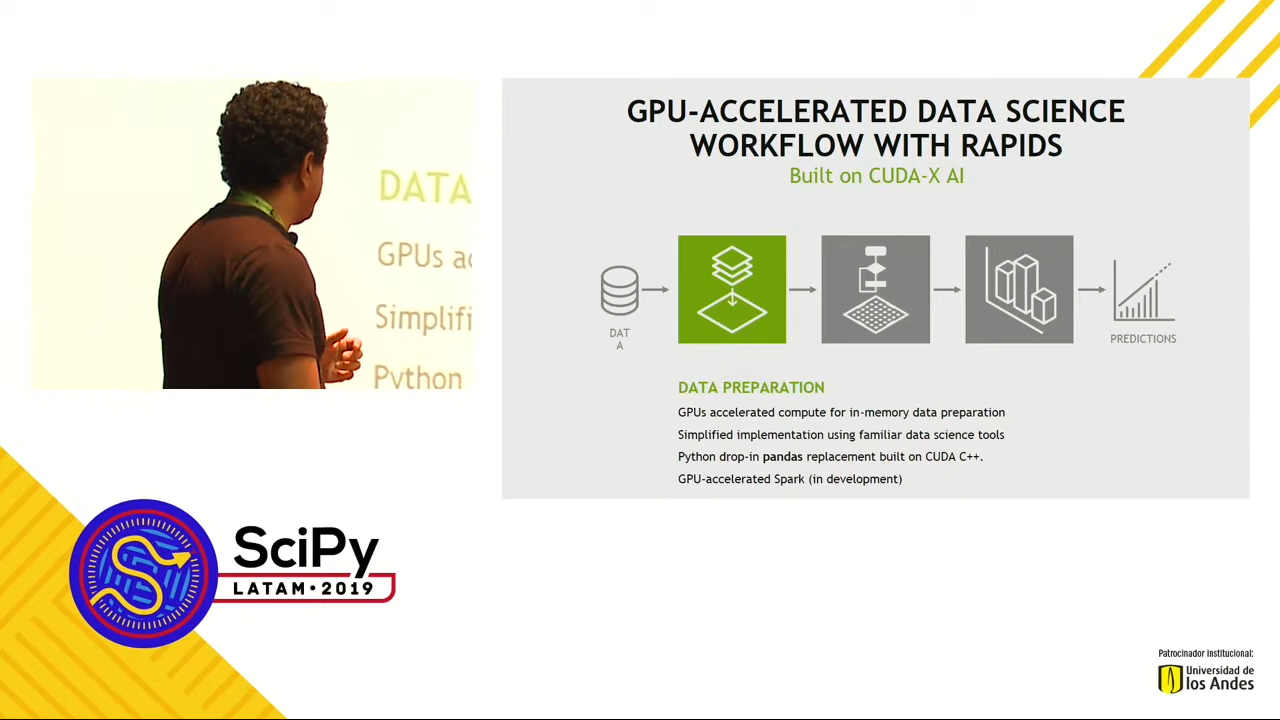 DATA
GPUs ac
Simplifi
Python
GPU-ACCELERATED DATA SCIENCE
WORKFLOW WITH RAPIDS
Built on CUDA-X AI
DAT
A
PREDICTIONS
DATA PREPARATION
GPUs accelerated compute for in-memory data preparation
Simplified implementation using familiar data science tools
Python drop-in pandas replacement built on CUDA C++.
GPU-accelerated Spark (in development)
SciPy
LATAM•2019
Patrocinador institucional:
Universidad de
los Andes